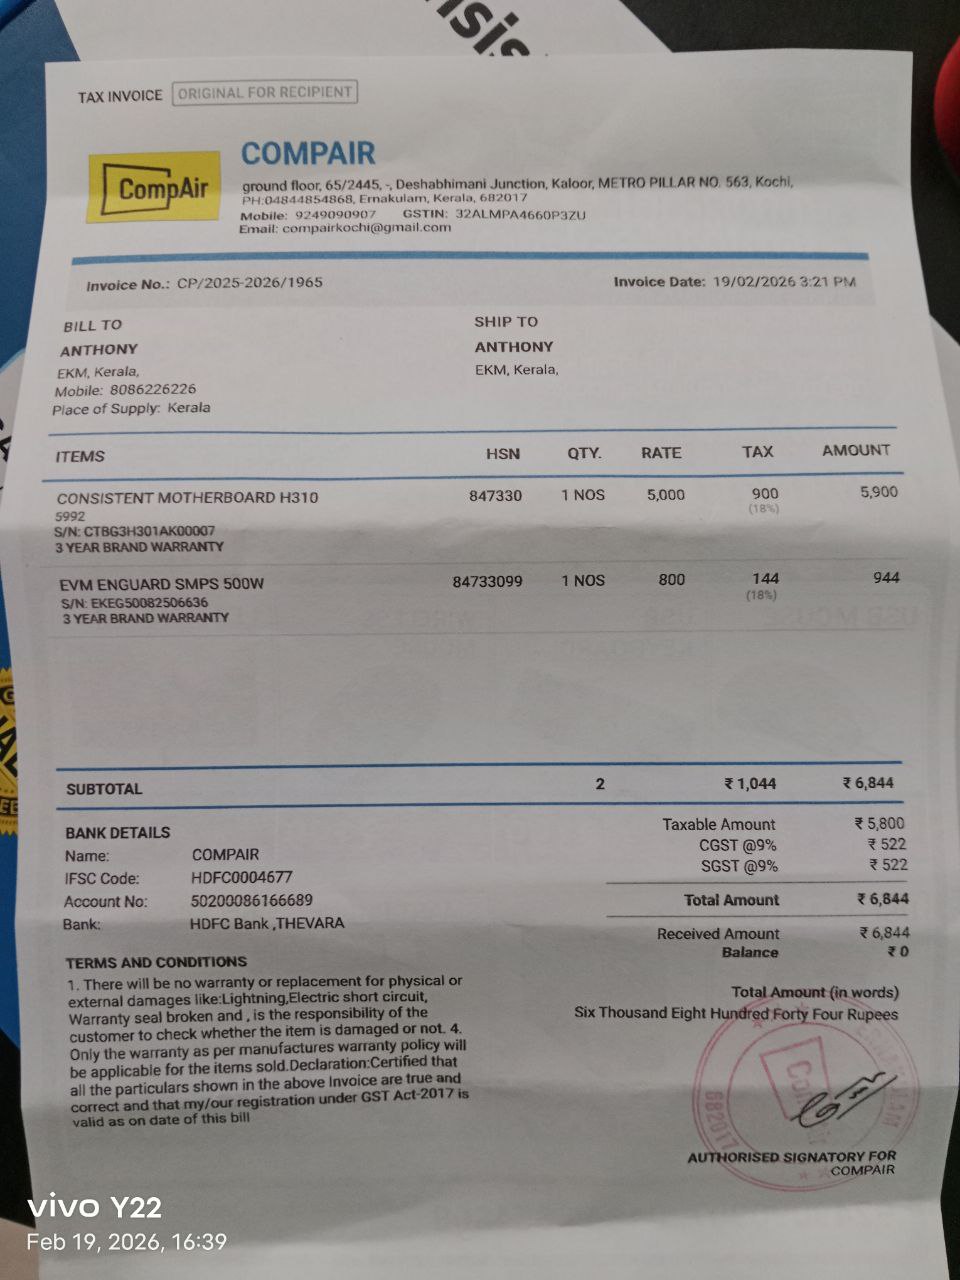 TAX INVOICE ORIGINAL FOR RECIPIENT
CompAir
COMPAIR
ground floor, 65/2445, -, Deshabhimani Junction, Kaloor, METRO PILLAR NO. 563, Kochi,
PH:04844854868, Ernakulam, Kerala, 682017
Mobile: 9249090907 GSTIN: 32ALMPA4660P3ZU
Email: compairkochi@gmail.com
Invoice No.: CP/2025-2026/1965 Invoice Date: 19/02/2026 3:21 PM
BILL TO SHIP TO
ANTHONY ANTHONY
EKM, Kerala, EKM, Kerala,
Mobile: 8086226226
Place of Supply: Kerala
ITEMS HSN QTY. RATE TAX AMOUNT
CONSISTENT MOTHERBOARD H310 847330 1 NOS 5,000 900 5,900
5992 (18%)
S/N: CTBG3H301AK00007
3 YEAR BRAND WARRANTY
EVM ENGUARD SMPS 500W 84733099 1 NOS 800 144 944
S/N: EKEG50082506636 (18%)
3 YEAR BRAND WARRANTY
SUBTOTAL 2 ₹ 1,044 ₹ 6,844
BANK DETAILS
Name: COMPAIR
IFSC Code: HDFC0004677
Account No: 50200086166689
Bank: HDFC Bank ,THEVARA
Taxable Amount ₹ 5,800
CGST @9% ₹ 522
SGST @9% ₹ 522
Total Amount ₹ 6,844
Received Amount ₹ 6,844
Balance ₹ 0
TERMS AND CONDITIONS
1. There will be no warranty or replacement for physical or
external damages like:Lightning,Electric short circuit,
Warranty seal broken and , is the responsibility of the
customer to check whether the item is damaged or not. 4.
Only the warranty as per manufactures warranty policy will
be applicable for the items sold.Declaration:Certified that
all the particulars shown in the above Invoice are true and
correct and that my/our registration under GST Act-2017 is
valid as on date of this bill
Total Amount (in words)
Six Thousand Eight Hundred Forty Four Rupees
682017
AUTHORISED SIGNATORY FOR
COMPAIR
vivo Y22
Feb 19, 2026, 16:39